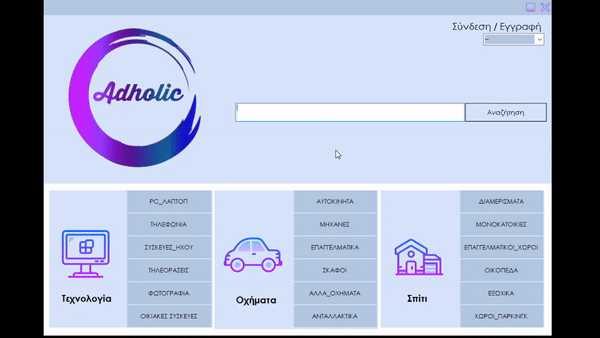 Σύνδεση / Εγγραφή
Adholic
Αναζήτηση
PC_ΛΑΠΤΟΠ
ΤΗΛΕΦΩΝΙΑ
ΣΥΣΚΕΥΕΣ_ΗΧΟΥ
ΤΗΛΕΟΡΑΣΕΙΣ
ΦΩΤΟΓΡΑΦΙΑ
ΟΙΚΙΑΚΕΣ ΣΥΣΚΕΥΕΣ
Τεχνολογία
ΑΥΤΟΚΙΝΗΤΑ
ΜΗΧΑΝΕΣ
ΕΠΑΓΓΕΛΜΑΤΙΚΑ
ΣΚΑΦΟΙ
ΑΛΛΑ_ΟΧΗΜΑΤΑ
ΑΝΤΑΛΛΑΚΤΙΚΑ
Οχήματα
ΔΙΑΜΕΡΙΣΜΑΤΑ
ΜΟΝΟΚΑΤΟΙΚΙΕΣ
ΕΠΑΓΓΕΛΜΑΤΙΚΟΙ_ΧΩΡΟΙ
ΟΙΚΟΠΕΔΑ
ΕΞΟΧΙΚΑ
ΧΩΡΟΙ_ΠΑΡΚΙΝΓΚ
Σπίτι